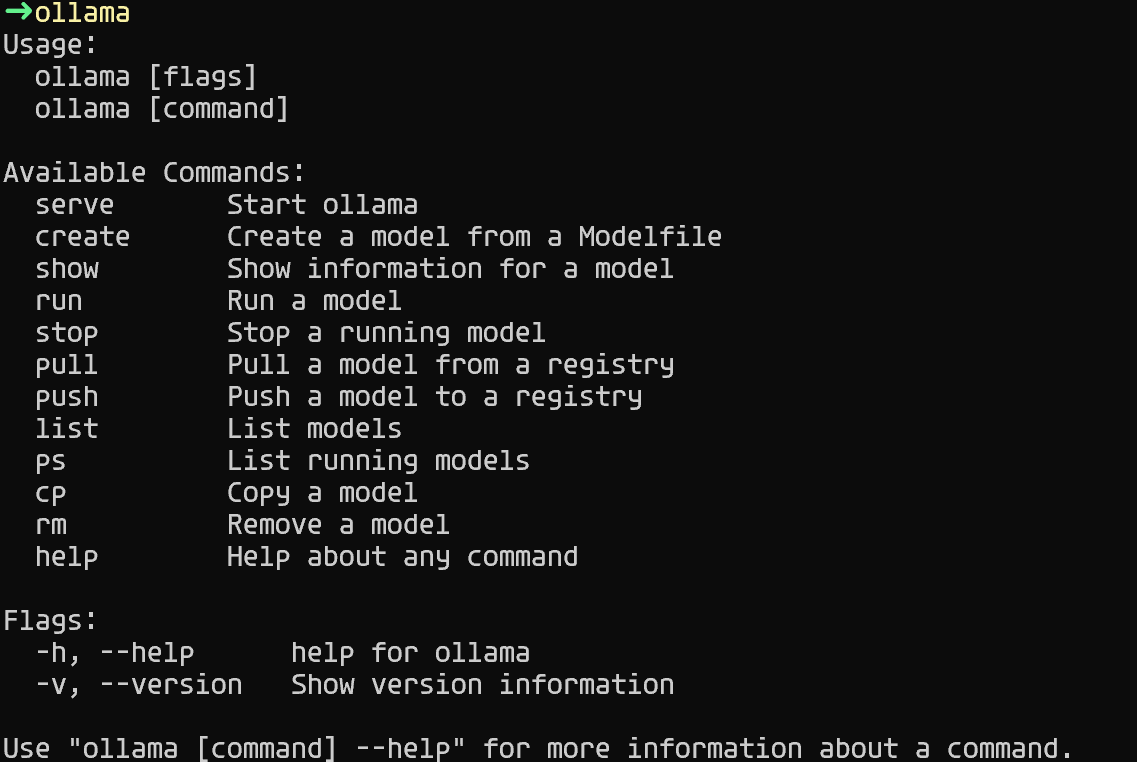 →ollama
Usage:
  ollama [flags]
  ollama [command]

Available Commands:
  serve       Start ollama
  create      Create a model from a Modelfile
  show        Show information for a model
  run         Run a model
  stop        Stop a running model
  pull        Pull a model from a registry
  push        Push a model to a registry
  list        List models
  ps          List running models
  cp          Copy a model
  rm          Remove a model
  help        Help about any command

Flags:
  -h, --help      help for ollama
  -v, --version   Show version information

Use "ollama [command] --help" for more information about a command.